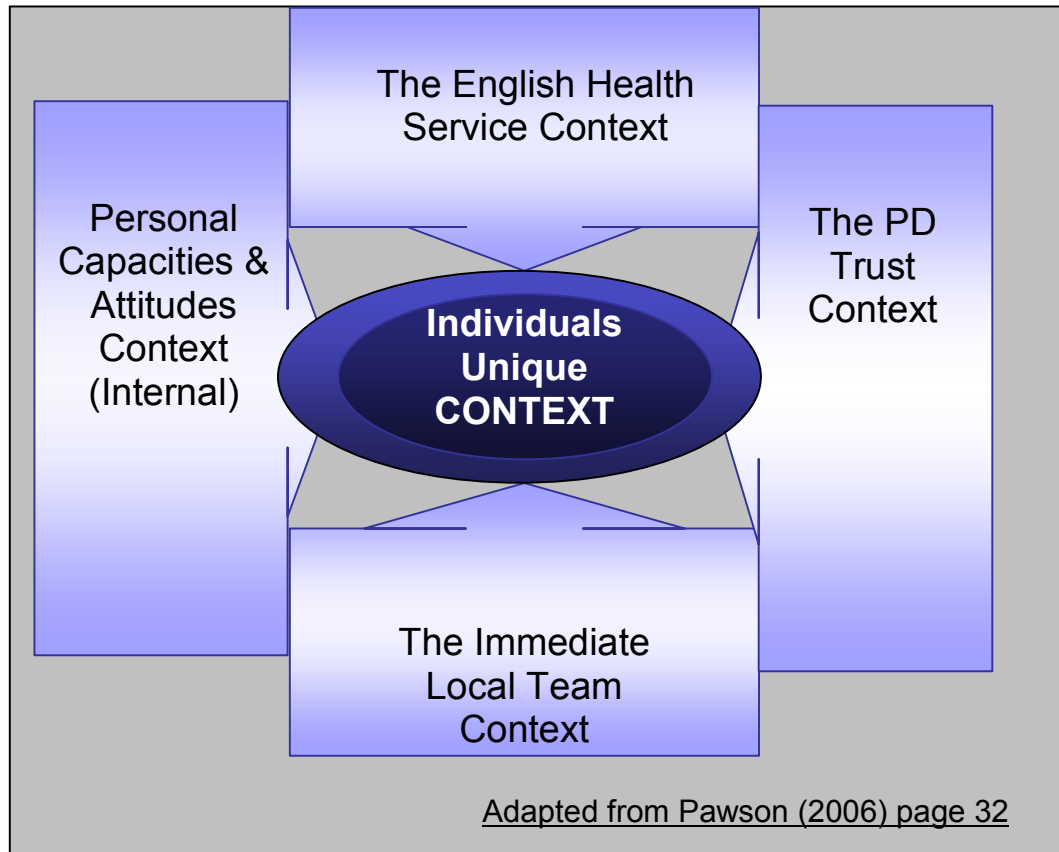 The English Health
Service Context
Personal
Capacities &
Attitudes
Context
(Internal)
Individuals
Unique
CONTEXT
The PD
Trust
Context
The Immediate
Local Team
Context
Adapted from Pawson (2006) page 32